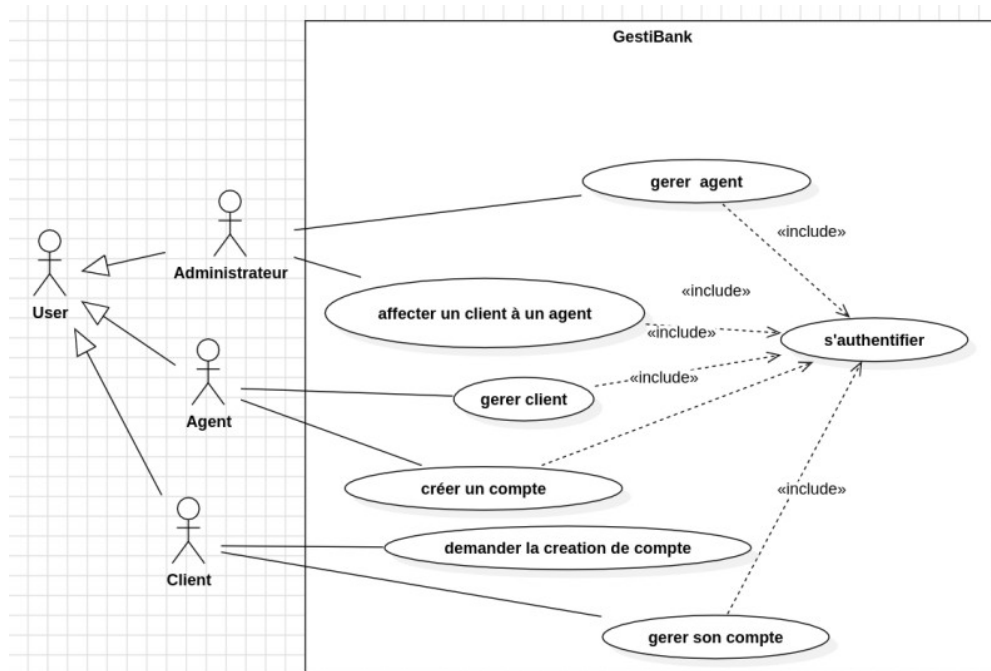 GestiBank
gerer agent
«include»
Administrateur
User
«include»
affecter un client à un agent
«include»
s'authentifier
Agent
gerer client
«include»
créer un compte
«include»
Client
demander la creation de compte
gerer son compte